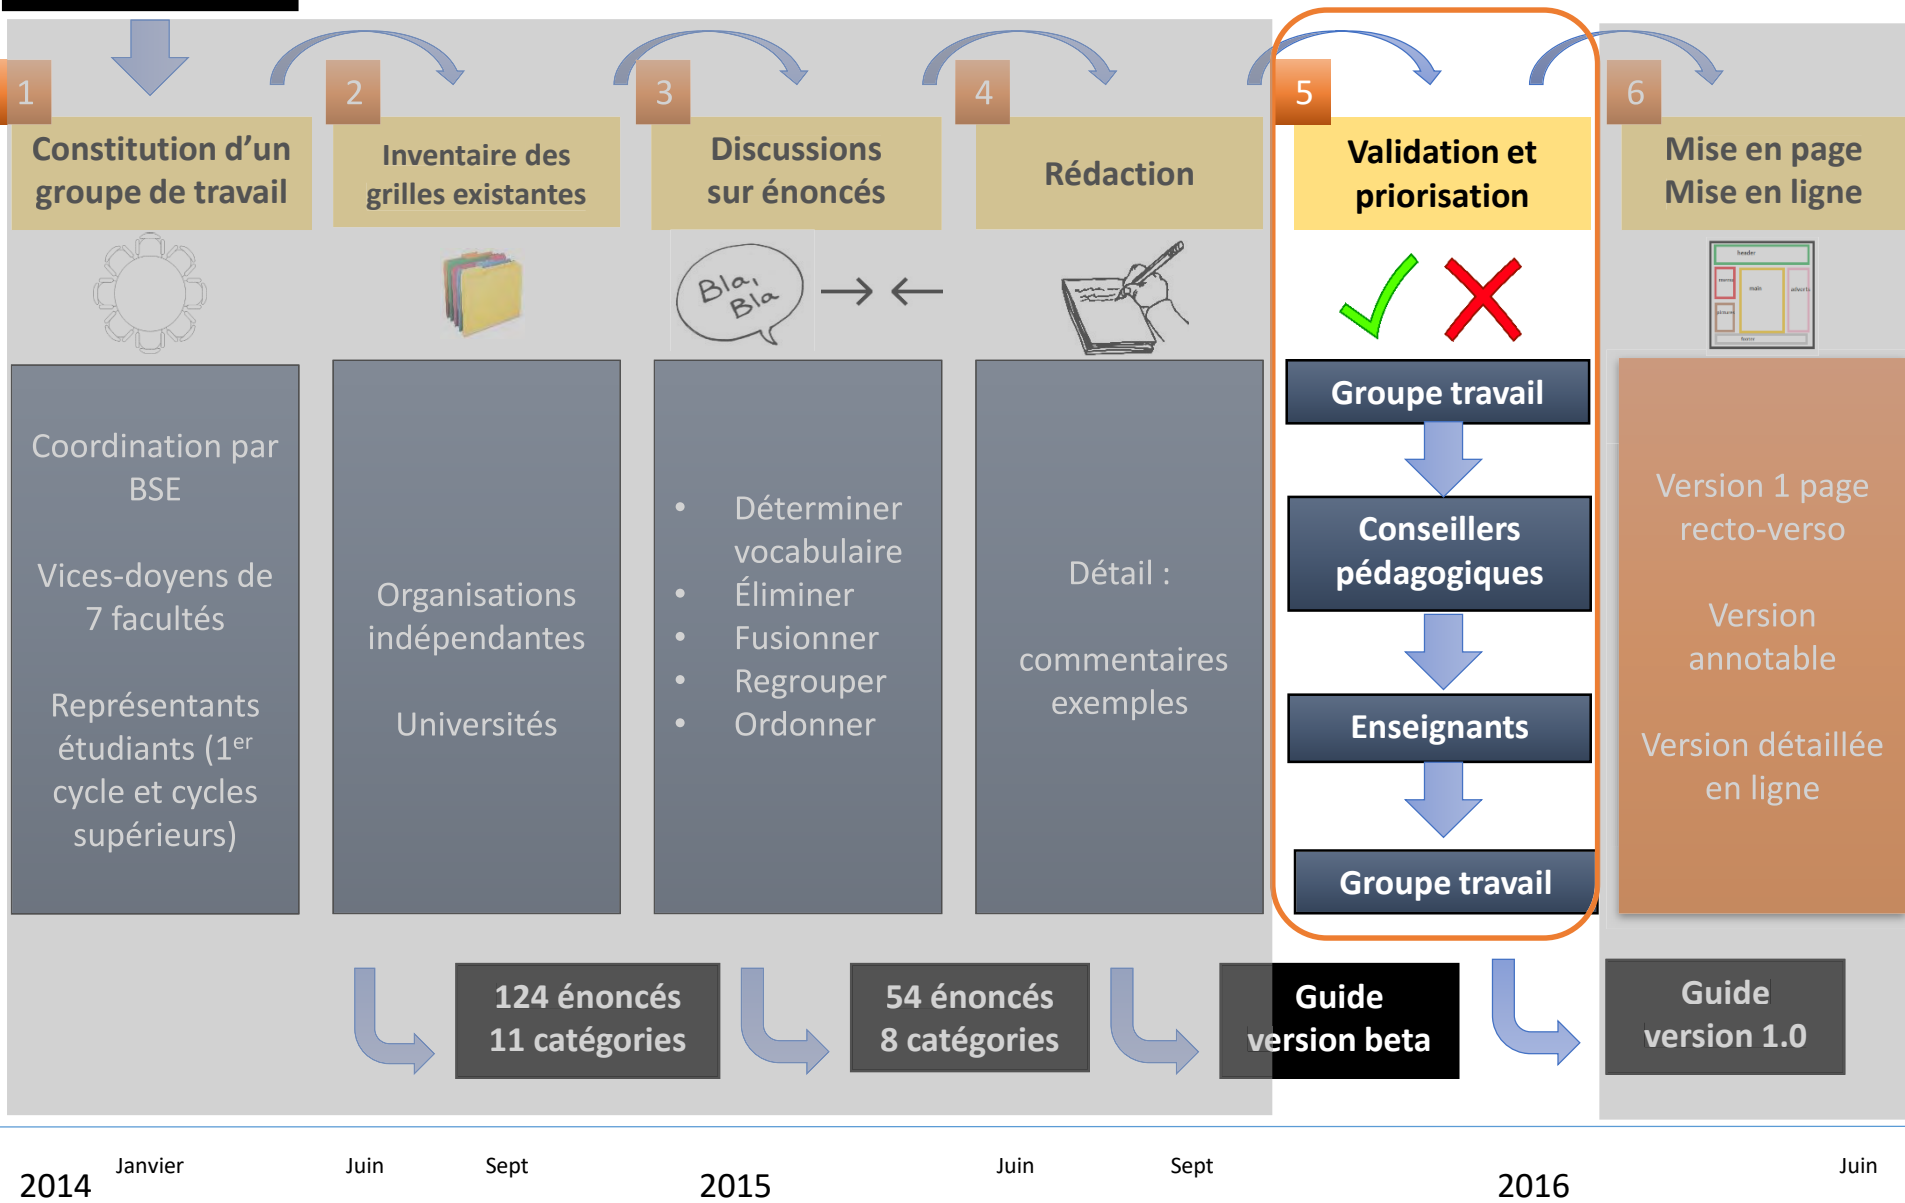 1
Constitution d’un
groupe de travail
Coordination par
BSE
Vices-doyens de
7 facultés
Représentants
étudiants (1er
cycle et cycles
supérieurs)
2
Inventaire des
grilles existantes
Organisations
indépendantes
Universités
3
Discussions
sur énoncés
Bla,
Bla
• Déterminer
vocabulaire
• Éliminer
• Fusionner
• Regrouper
• Ordonner
4
Rédaction
Détail :
commentaires
exemples
5
Validation et
priorisation
Groupe travail
Conseillers
pédagogiques
Enseignants
Groupe travail
6
Mise en page
Mise en ligne
header
menu
main
adverts
pictures
footer
Version 1 page
recto-verso
Version
annotable
Version détaillée
en ligne
124 énoncés
11 catégories
54 énoncés
8 catégories
Guide
version beta
Guide
version 1.0
2014 Janvier Juin Sept 2015 Juin Sept 2016 Juin